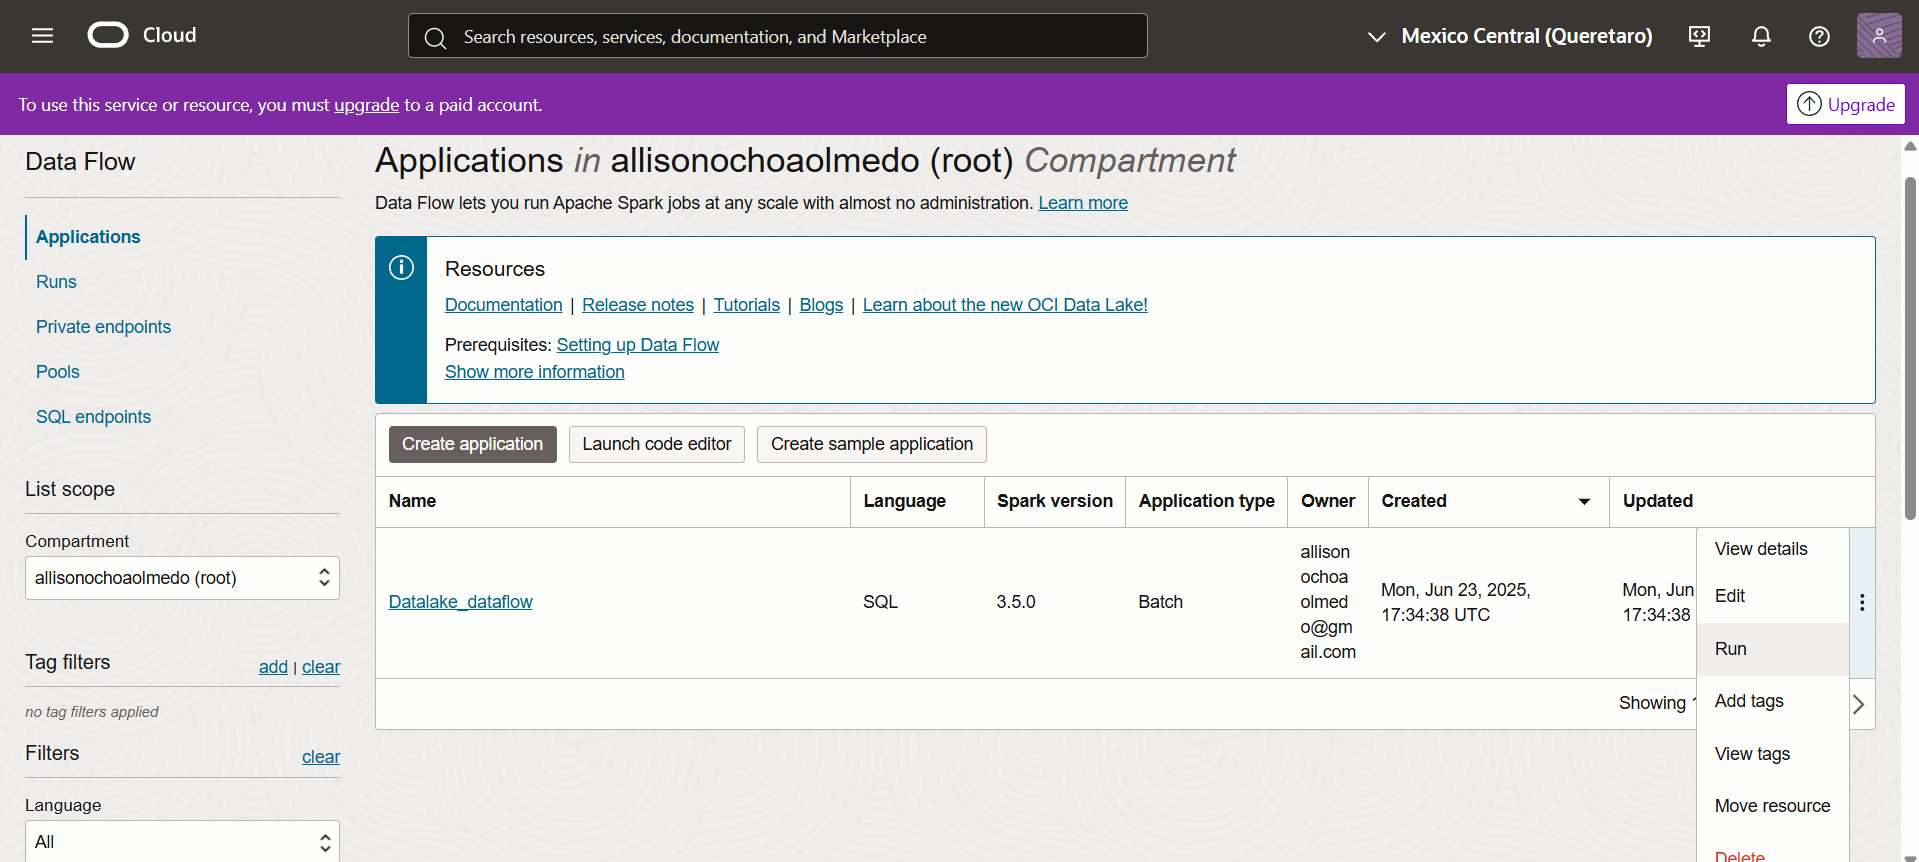 Cloud
Search resources, services, documentation, and Marketplace
Mexico Central (Queretaro)
To use this service or resource, you must upgrade to a paid account.
Upgrade
Data Flow
Applications
Runs
Private endpoints
Pools
SQL endpoints
List scope
Compartment
allisonochoaolmedo (root)
Tag filters
add | clear
no tag filters applied
Filters
clear
Language
All
Applications in allisonochoaolmedo (root) Compartment
Data Flow lets you run Apache Spark jobs at any scale with almost no administration. Learn more
Resources
Documentation | Release notes | Tutorials | Blogs | Learn about the new OCI Data Lake!
Prerequisites: Setting up Data Flow
Show more information
Create application
Launch code editor
Create sample application
Name
Language
Spark version
Application type
Owner
Created
Updated
Datalake_dataflow
SQL
3.5.0
Batch
allison
ochoa
olmed
o@gm
ail.com
Mon, Jun 23, 2025,
17:34:38 UTC
Mon, Jun
17:34:38
Showing
View details
Edit
Run
Add tags
View tags
Move resource
Delete